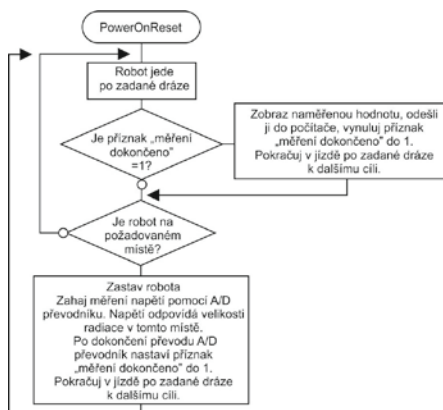 PowerOnReset
Robot jede
po zadané dráze
Je příznak „měření
dokončeno"
=1?
Zobraz naměřenou hodnotu, odešli
ji do počítače, vynuluj příznak
„měření dokončeno" do 1.
Pokračuj v jízdě po zadané dráze
k dalšímu cíli.
Je robot na
požadovaném
místě?
Zastav robota
Zahaj měření napětí pomocí A/D
převodníku. Napětí odpovídá velikosti
radiace v tomto místě.
Po dokončení převodu A/D
převodník nastaví příznak
„měření dokončeno" do 1.
Pokračuj v jízdě po zadané dráze
k dalšímu cíli.